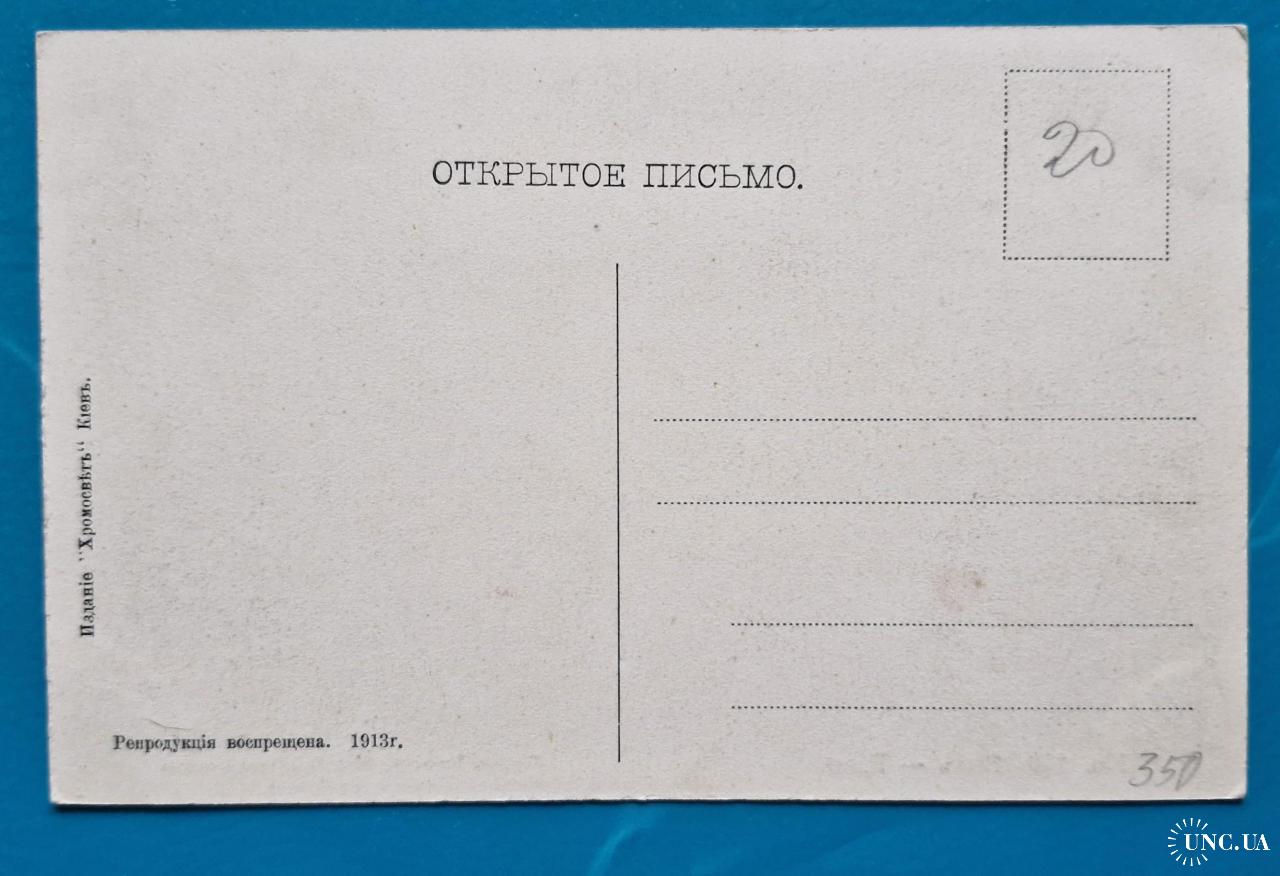 ОТКРЫТОЕ ПИСЬМО.
20
Изданіе "Хромосвѣтъ" Кіевъ.
Репродукція воспрещена. 1913г.
350
UNC.UA